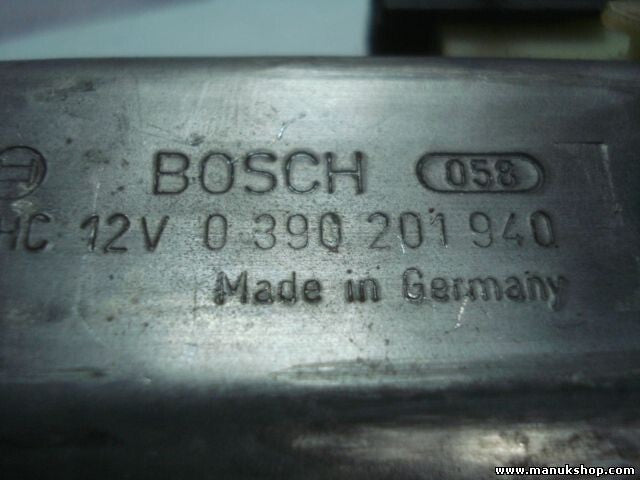 BOSCH 058
HC 12V 0 390 201 940
Made in Germany
www.manukshop.com